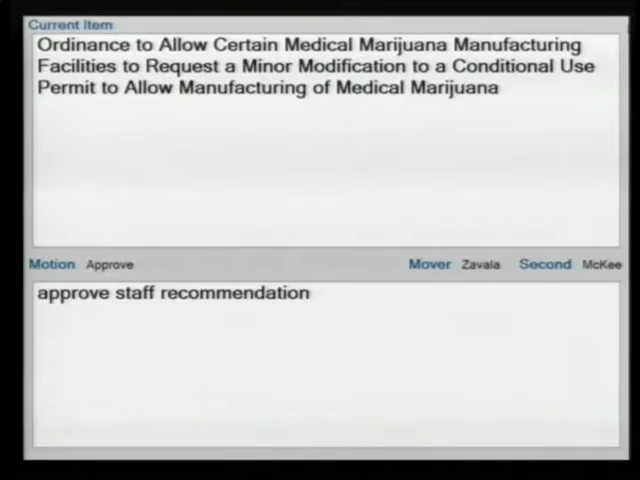 Current Item
Ordinance to Allow Certain Medical Marijuana Manufacturing
Facilities to Request a Minor Modification to a Conditional Use
Permit to Allow Manufacturing of Medical Marijuana
Motion Approve Mover Zavala Second McKee
approve staff recommendation